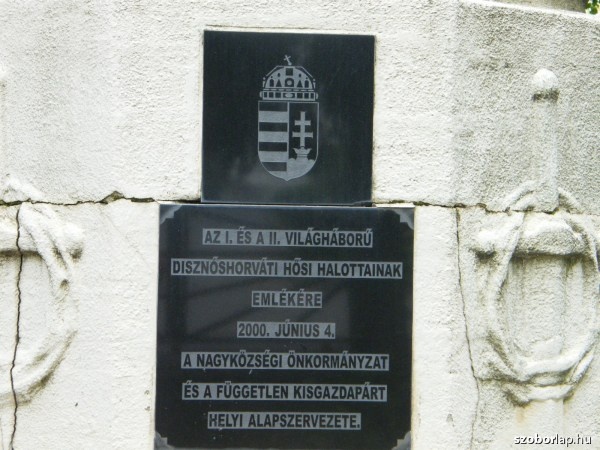 AZ I. ÉS A II. VILÁGHÁBORÚ
DISZNÓSHORVÁTI HŐSI HALOTTAINAK
EMLÉKÉRE
2000. JÚNIUS 4.
A NAGYKÖZSÉGI ÖNKORMÁNYZAT
ÉS A FÜGGETLEN KISGAZDAPÁRT
HELYI ALAPSZERVEZETE.
szoborlap.hu